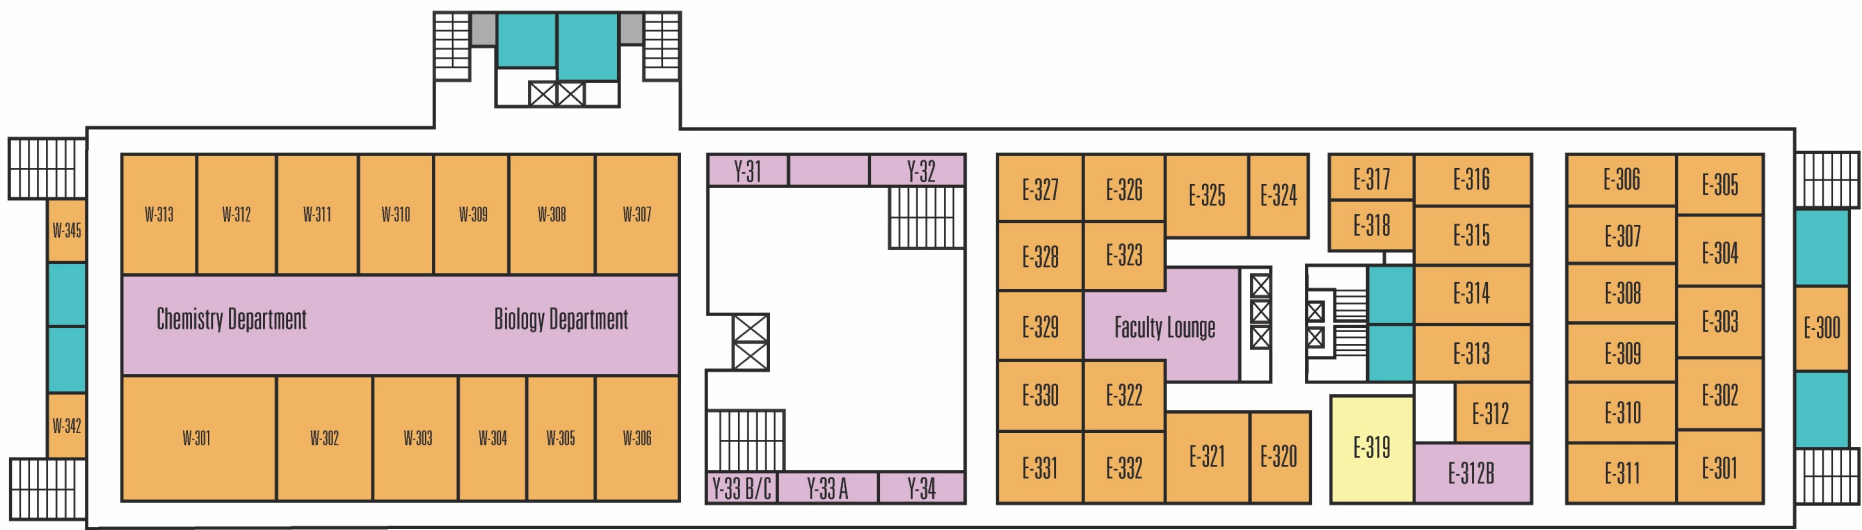 W-345
W-342
W-313
W-312
W-311
W-310
W-309
W-308
W-307
Chemistry Department
Biology Department
W-301
W-302
W-303
W-304
W-305
W-306
Y-31
Y-32
Y-33 B/C
Y-33 A
Y-34
E-327
E-326
E-325
E-324
E-328
E-323
E-329
Faculty Lounge
E-330
E-322
E-331
E-332
E-321
E-320
E-317
E-316
E-318
E-315
E-314
E-313
E-312
E-319
E-312B
E-306
E-305
E-307
E-304
E-308
E-303
E-309
E-302
E-310
E-311
E-301
E-300